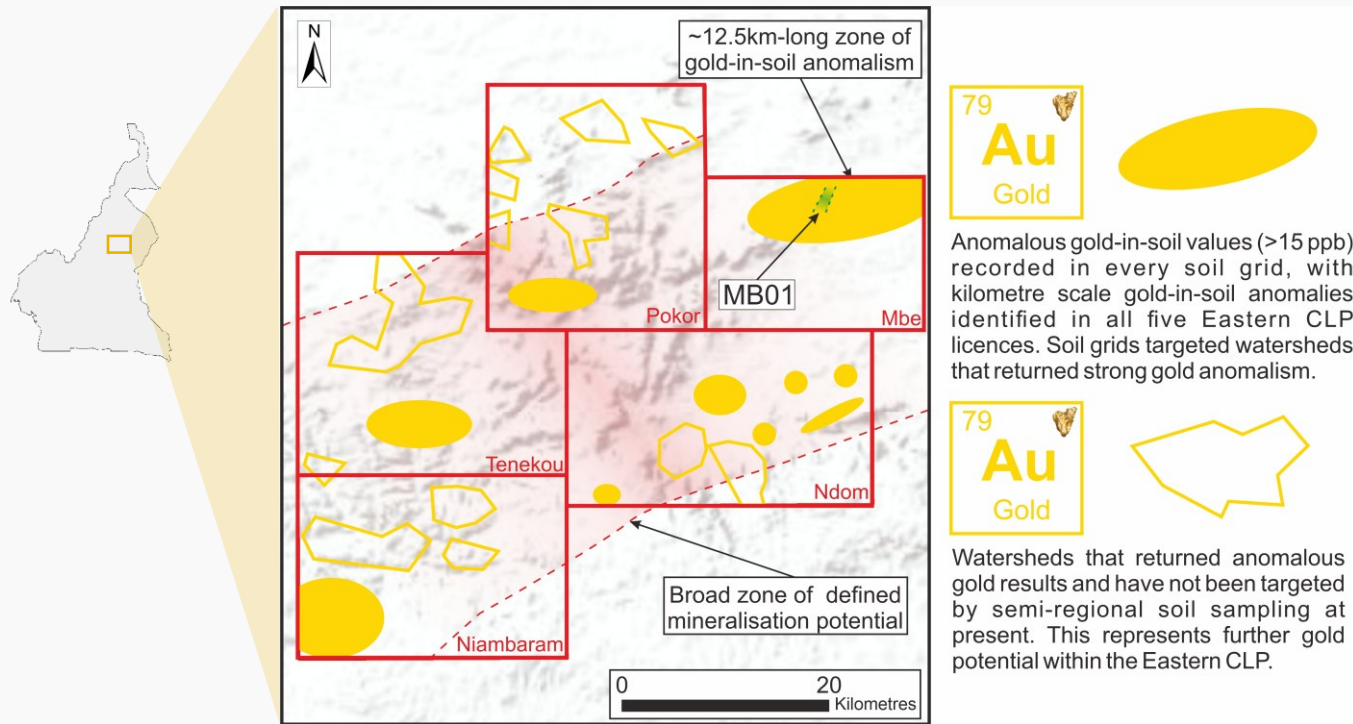 N
~12.5km-long zone of
gold-in-soil anomalism
MB01
Pokor
Mbe
Tenekou
Ndom
Niambaram
Broad zone of defined
mineralisation potential
0 20
Kilometres
79
Au
Gold
Anomalous gold-in-soil values (>15 ppb)
recorded in every soil grid, with
kilometre scale gold-in-soil anomalies
identified in all five Eastern CLP
licences. Soil grids targeted watersheds
that returned strong gold anomalism.
79
Au
Gold
Watersheds that returned anomalous
gold results and have not been targeted
by semi-regional soil sampling at
present. This represents further gold
potential within the Eastern CLP.